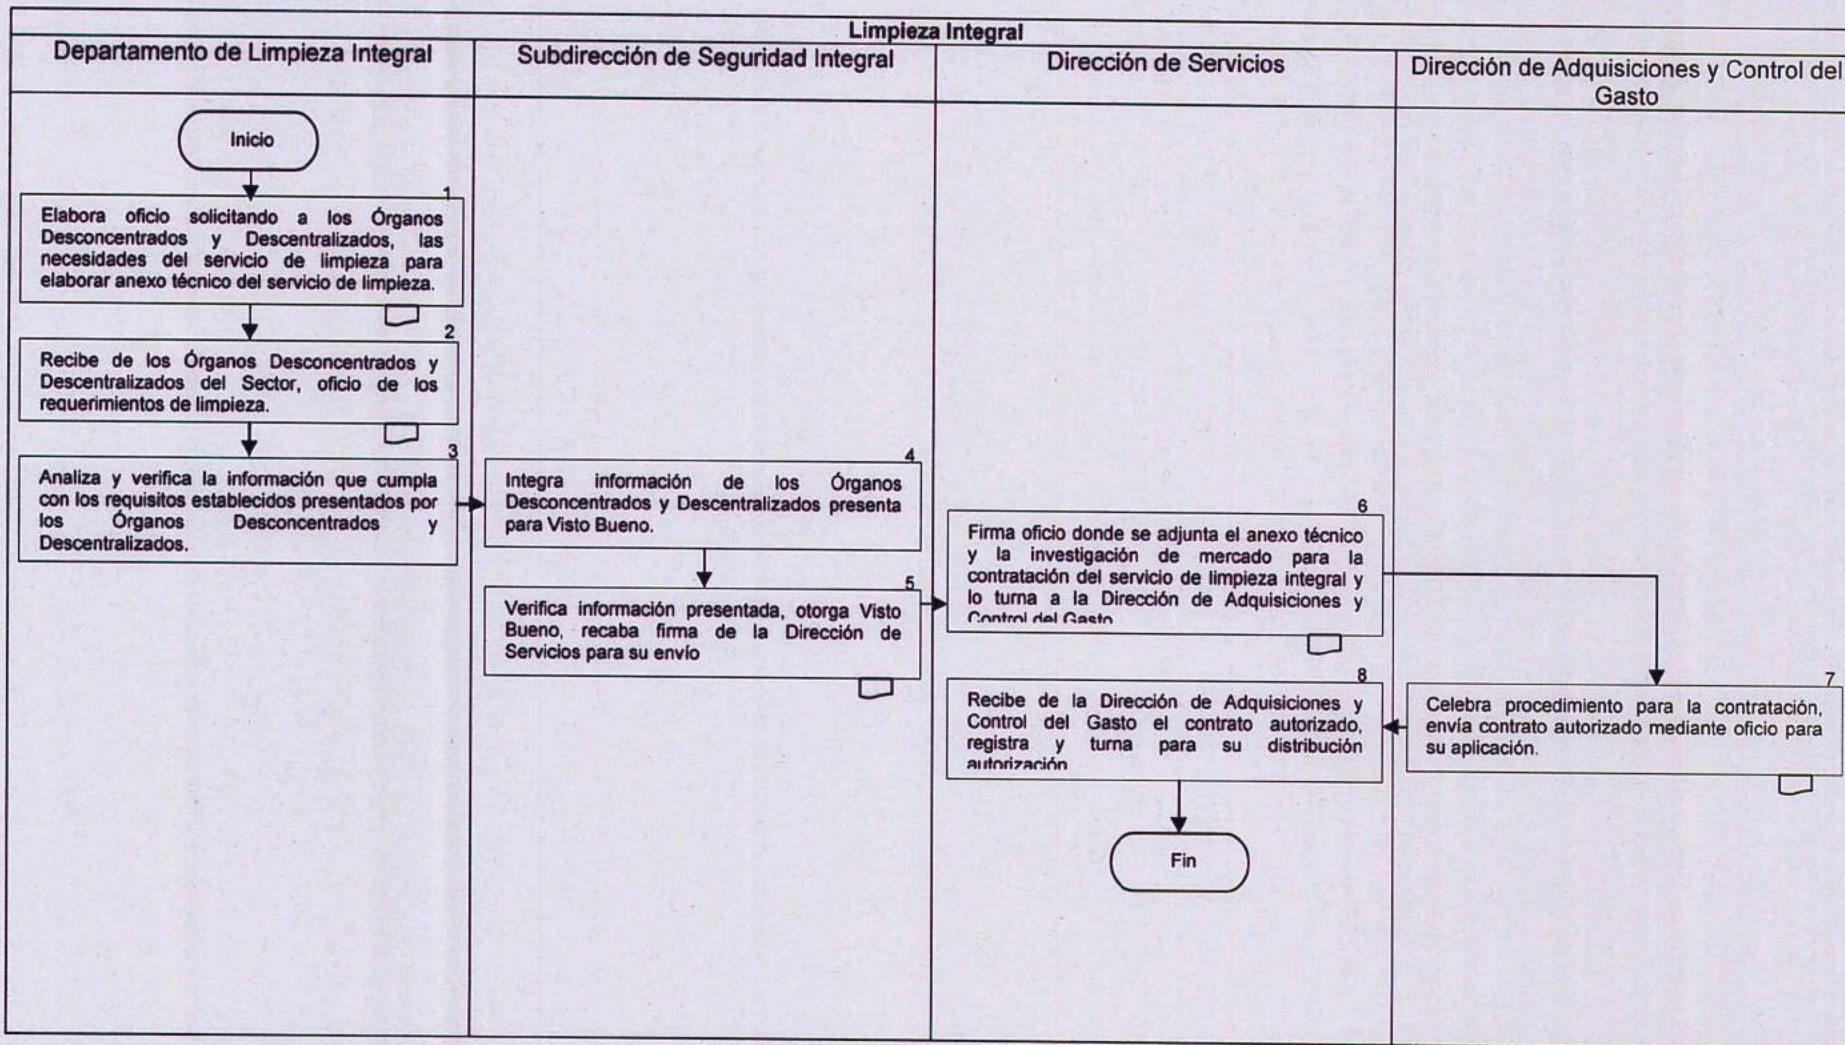 Limpieza Integral
Departamento de Limpieza Integral
Subdirección de Seguridad Integral
Dirección de Servicios
Dirección de Adquisiciones y Control del
Gasto
Inicio
1
Elabora oficio solicitando a los Órganos
Desconcentrados y Descentralizados, las
necesidades del servicio de limpieza para
elaborar anexo técnico del servicio de limpieza.
2
Recibe de los Órganos Desconcentrados y
Descentralizados del Sector, oficio de los
requerimientos de limpieza.
3
Analiza y verifica la información que cumpla
con los requisitos establecidos presentados por
los Órganos Desconcentrados y
Descentralizados.
4
Integra información de los Órganos
Desconcentrados y Descentralizados presenta
para Visto Bueno.
5
Verifica información presentada, otorga Visto
Bueno, recaba firma de la Dirección de
Servicios para su envío
6
Firma oficio donde se adjunta el anexo técnico
y la investigación de mercado para la
contratación del servicio de limpieza integral y
lo turna a la Dirección de Adquisiciones y
Control del Gasto
7
Celebra procedimiento para la contratación,
envía contrato autorizado mediante oficio para
su aplicación.
8
Recibe de la Dirección de Adquisiciones y
Control del Gasto el contrato autorizado,
registra y turna para su distribución
autorización
Fin